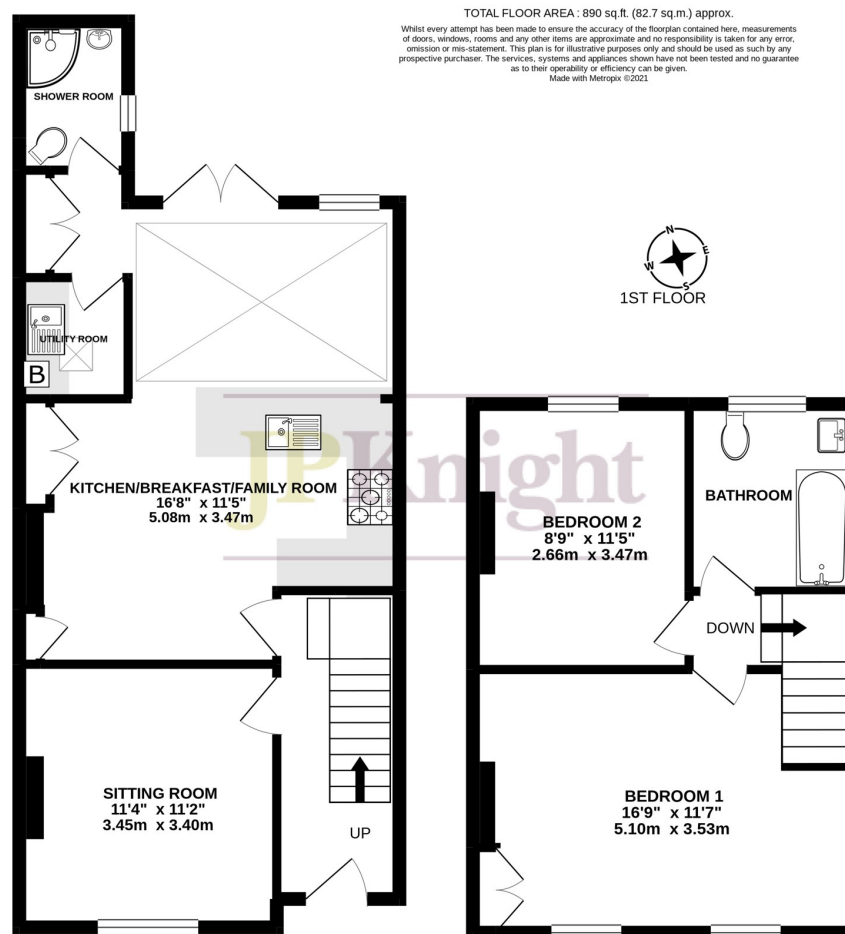 TOTAL FLOOR AREA : 890 sq.ft. (82.7 sq.m.) approx.
Whilst every attempt has been made to ensure the accuracy of the floorplan contained here, measurements
of doors, windows, rooms and any other items are approximate and no responsibility is taken for any error,
omission or mis-statement. This plan is for illustrative purposes only and should be used as such by any
prospective purchaser. The services, systems and appliances shown have not been tested and no guarantee
as to their operability or efficiency can be given.
Made with Metropix ©2021
SHOWER ROOM
N
E
W
S
1ST FLOOR
UTILITY ROOM
B
JPKnight
KITCHEN/BREAKFAST/FAMILY ROOM
16'8" x 11'5"
5.08m x 3.47m
BATHROOM
BEDROOM 2
8'9" x 11'5"
2.66m x 3.47m
DOWN
SITTING ROOM
11'4" x 11'2"
3.45m x 3.40m
UP
BEDROOM 1
16'9" x 11'7"
5.10m x 3.53m